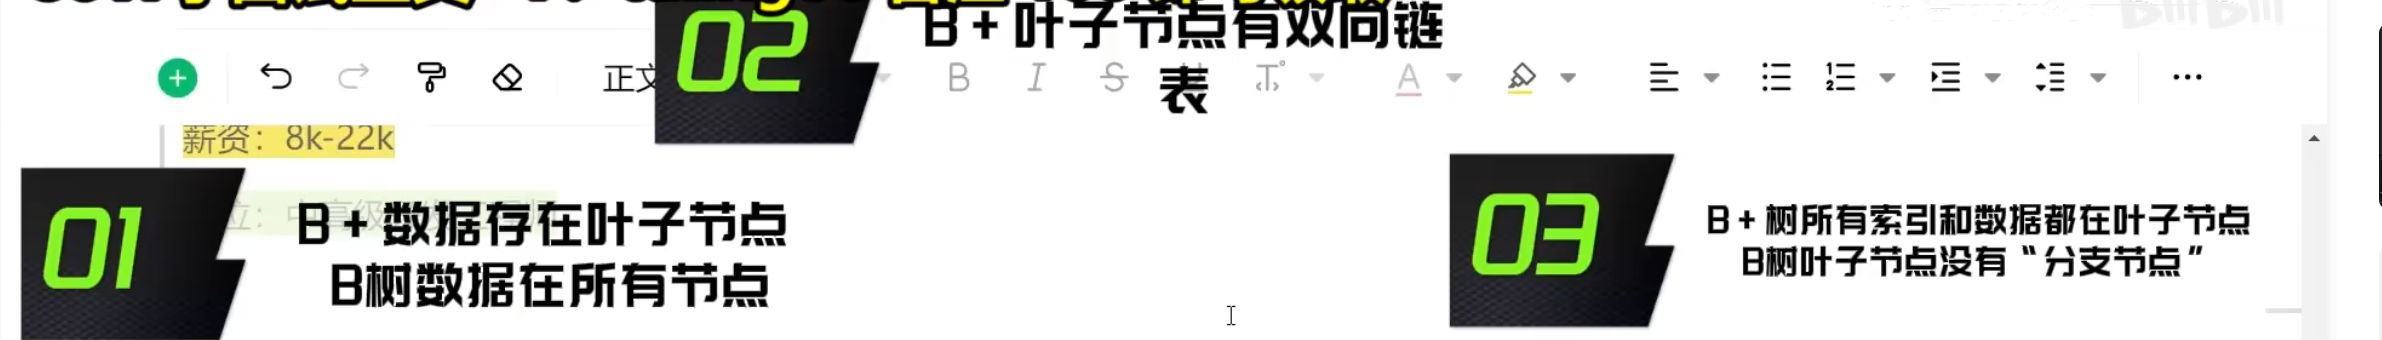 02
B+叶子节点有效向链
表
正文
B
I
S
T
A
薪资：8k-22k
01
B+数据存在叶子节点
B树数据在所有节点
03
B+树所有索引和数据都在叶子节点
B树叶子节点没有“分支节点”